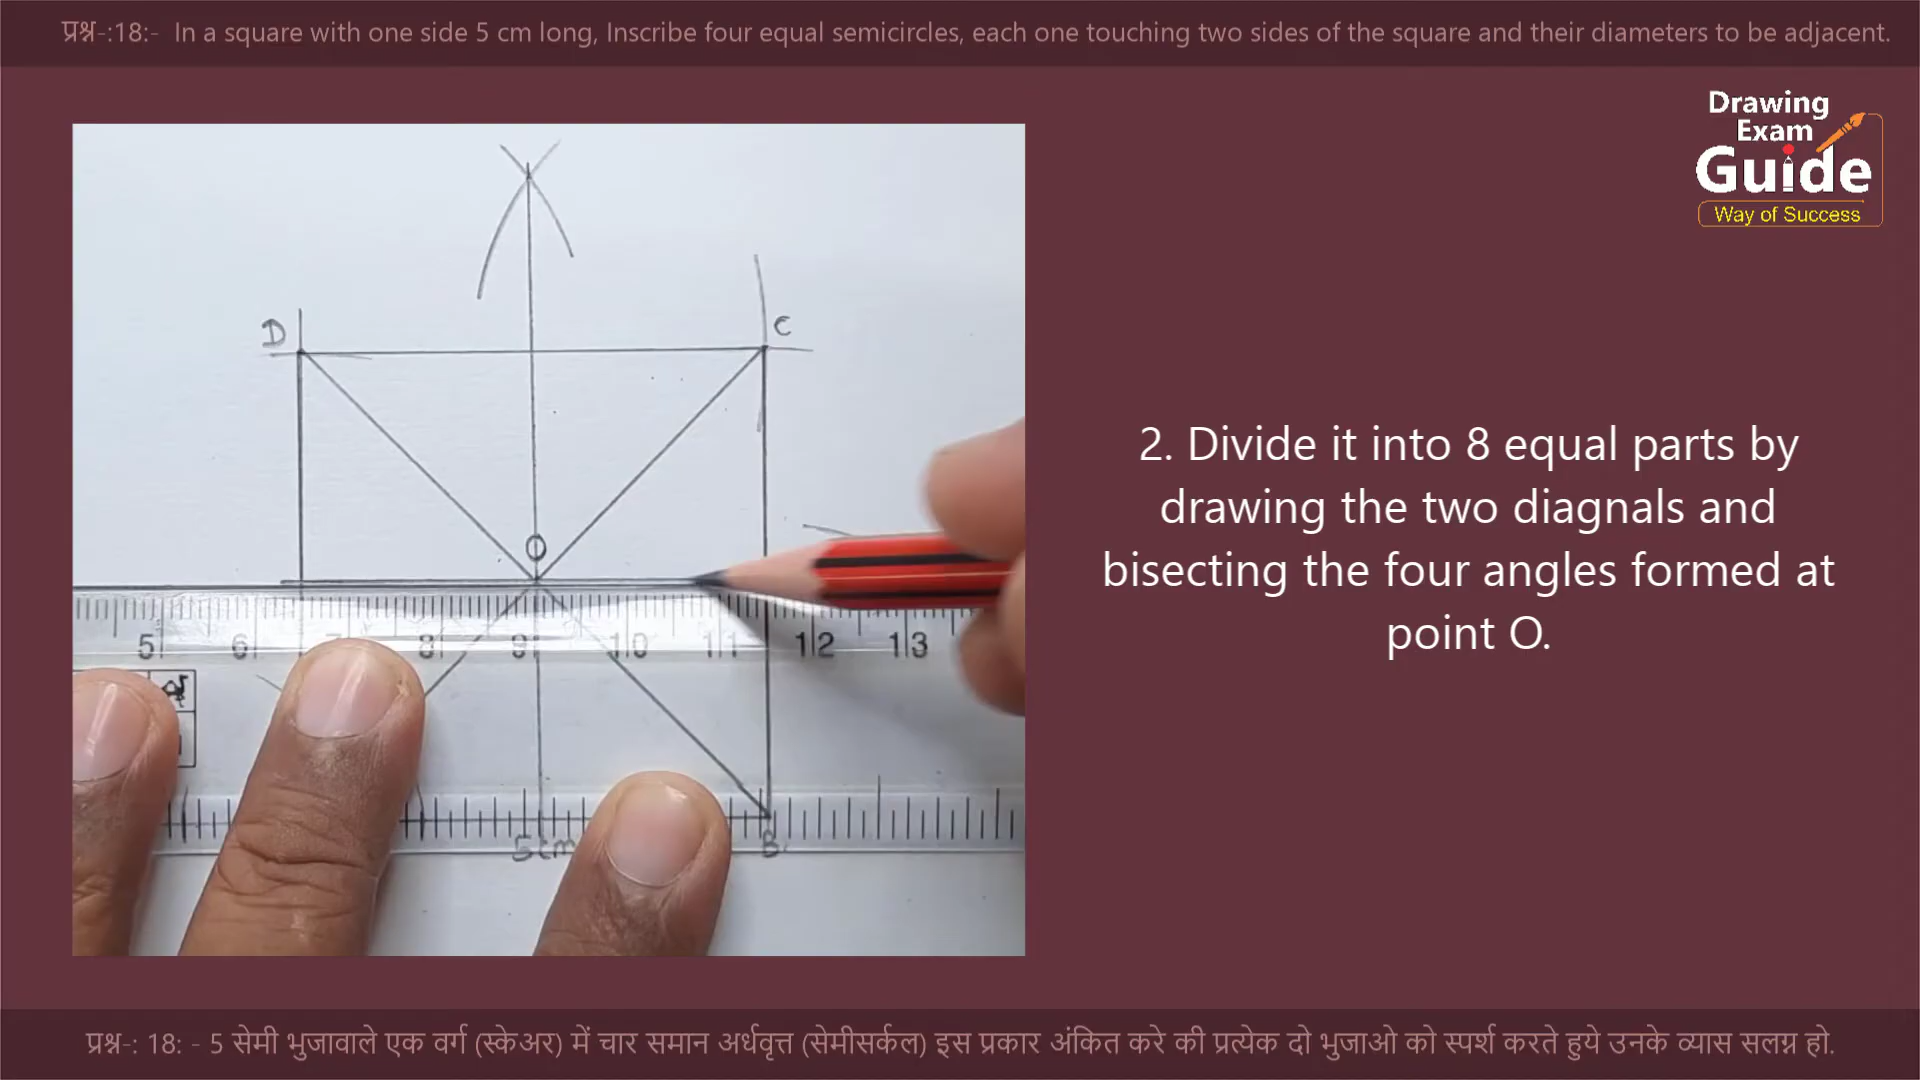 प्रश्न-:18:- In a square with one side 5 cm long, Inscribe four equal semicircles, each one touching two sides of the square and their diameters to be adjacent.
Drawing
Exam
Guide
Way of Success
D
C
O
5 6 7 8 9 10 11 12 13
5cm
B
2. Divide it into 8 equal parts by
drawing the two diagnals and
bisecting the four angles formed at
point O.
प्रश्न-: 18: - 5 सेमी भुजावाले एक वर्ग (स्केअर) में चार समान अर्धवृत्त (सेमीसर्कल) इस प्रकार अंकित करे की प्रत्येक दो भुजाओ को स्पर्श करते हुये उनके व्यास सलग्न हो.